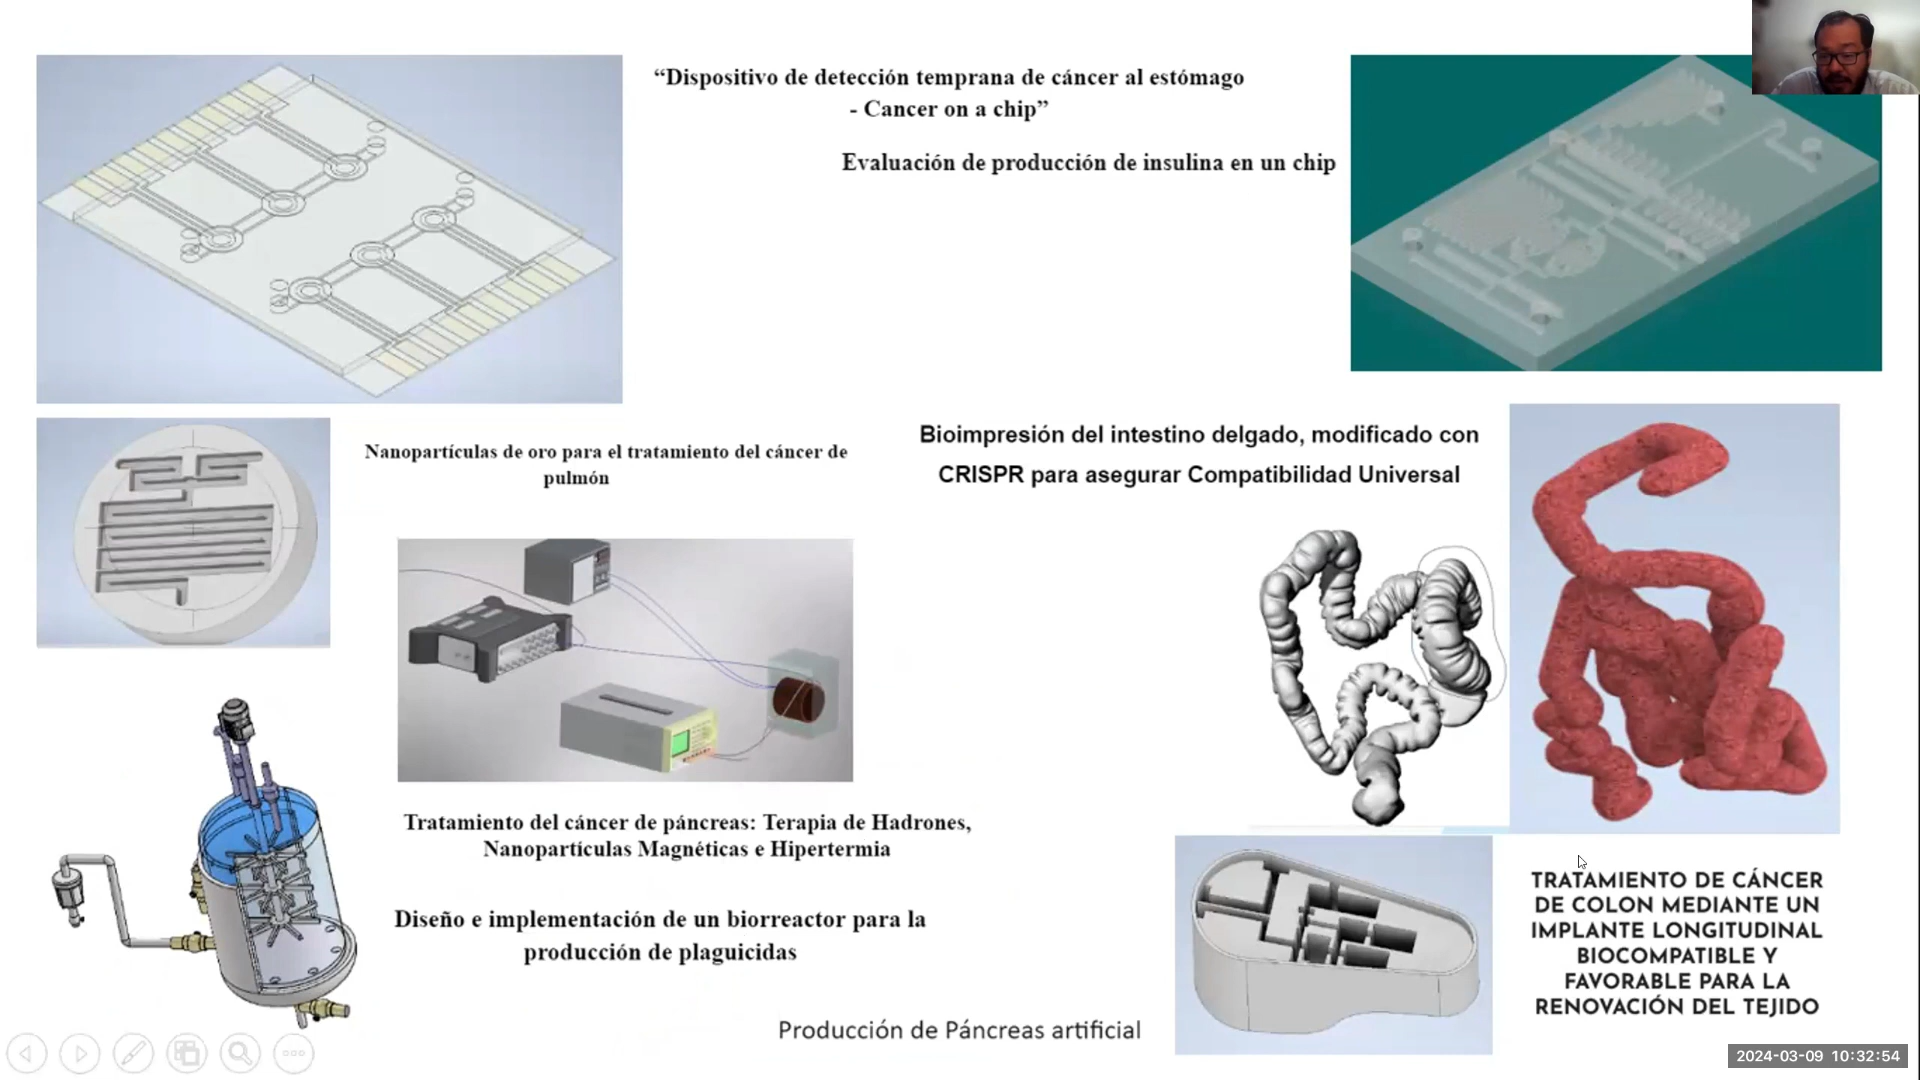 “Dispositivo de detección temprana de cáncer al estómago
- Cancer on a chip”
Evaluación de producción de insulina en un chip
Nanopartículas de oro para el tratamiento del cáncer de
pulmón
Bioimpresión del intestino delgado, modificado con
CRISPR para asegurar Compatibilidad Universal
Tratamiento del cáncer de páncreas: Terapia de Hadrones,
Nanopartículas Magnéticas e Hipertermia
Diseño e implementación de un biorreactor para la
producción de plaguicidas
TRATAMIENTO DE CÁNCER
DE COLON MEDIANTE UN
IMPLANTE LONGITUDINAL
BIOCOMPATIBLE Y
FAVORABLE PARA LA
RENOVACIÓN DEL TEJIDO
Producción de Páncreas artificial
2024-03-09 10:32:54